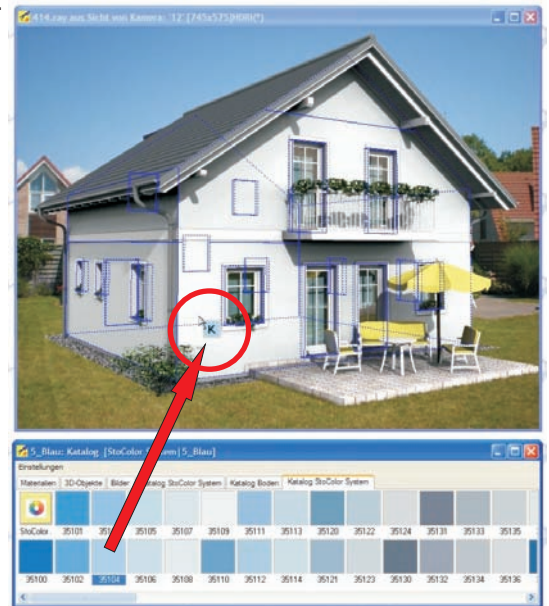 414.ray aus Sicht von Kamera: '12' [745x575]HDRI(*)
K
5_Blau: Katalog [StoColor System|5_Blau]
Einstellungen
Materialien 3D-Objekte Bilder Katalog StoColor System Katalog Boden Katalog StoColor System
StoColor 35101 35105 35107 35109 35111 35113 35120 35122 35124 35131 35133 35135
35100 35102 35104 35106 35108 35110 35112 35114 35121 35123 35130 35132 35134 35136